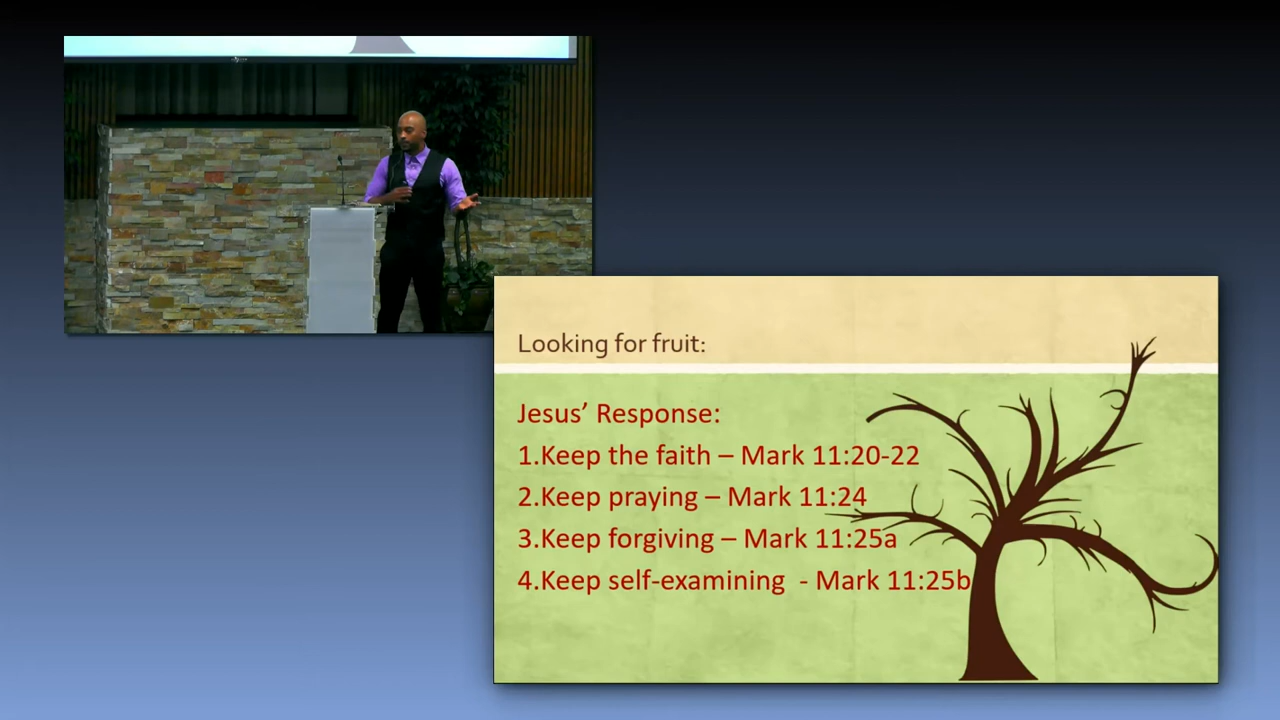 Looking for fruit:
Jesus’ Response:
1.Keep the faith – Mark 11:20-22
2.Keep praying – Mark 11:24
3.Keep forgiving – Mark 11:25a
4.Keep self-examining  - Mark 11:25b